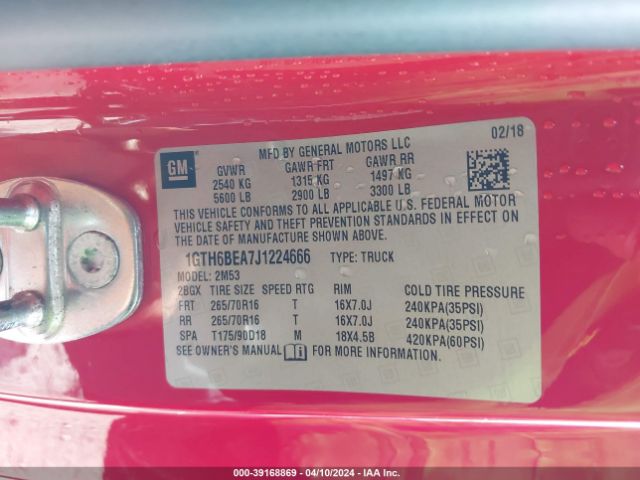 MFD BY GENERAL MOTORS LLC 02/18
GM GVWR GAWR FRT GAWR RR
2540 KG 1315 KG 1497 KG
5600 LB 2900 LB 3300 LB
THIS VEHICLE CONFORMS TO ALL APPLICABLE U.S. FEDERAL MOTOR
VEHICLE SAFETY AND THEFT PREVENTION STANDARDS IN EFFECT ON
THE DATE OF MANUFACTURE SHOWN ABOVE.
1GTH6BEA7J1224666 TYPE: TRUCK
MODEL: 2M53
2BGX TIRE SIZE SPEED RTG RIM COLD TIRE PRESSURE
FRT 265/70R16 T 16X7.0J 240KPA(35PSI)
RR 265/70R16 T 16X7.0J 240KPA(35PSI)
SPA T175/90D18 M 18X4.5B 420KPA(60PSI)
SEE OWNER'S MANUAL FOR MORE INFORMATION.
000-39168869 / 04/10/2024 / IAA Inc.